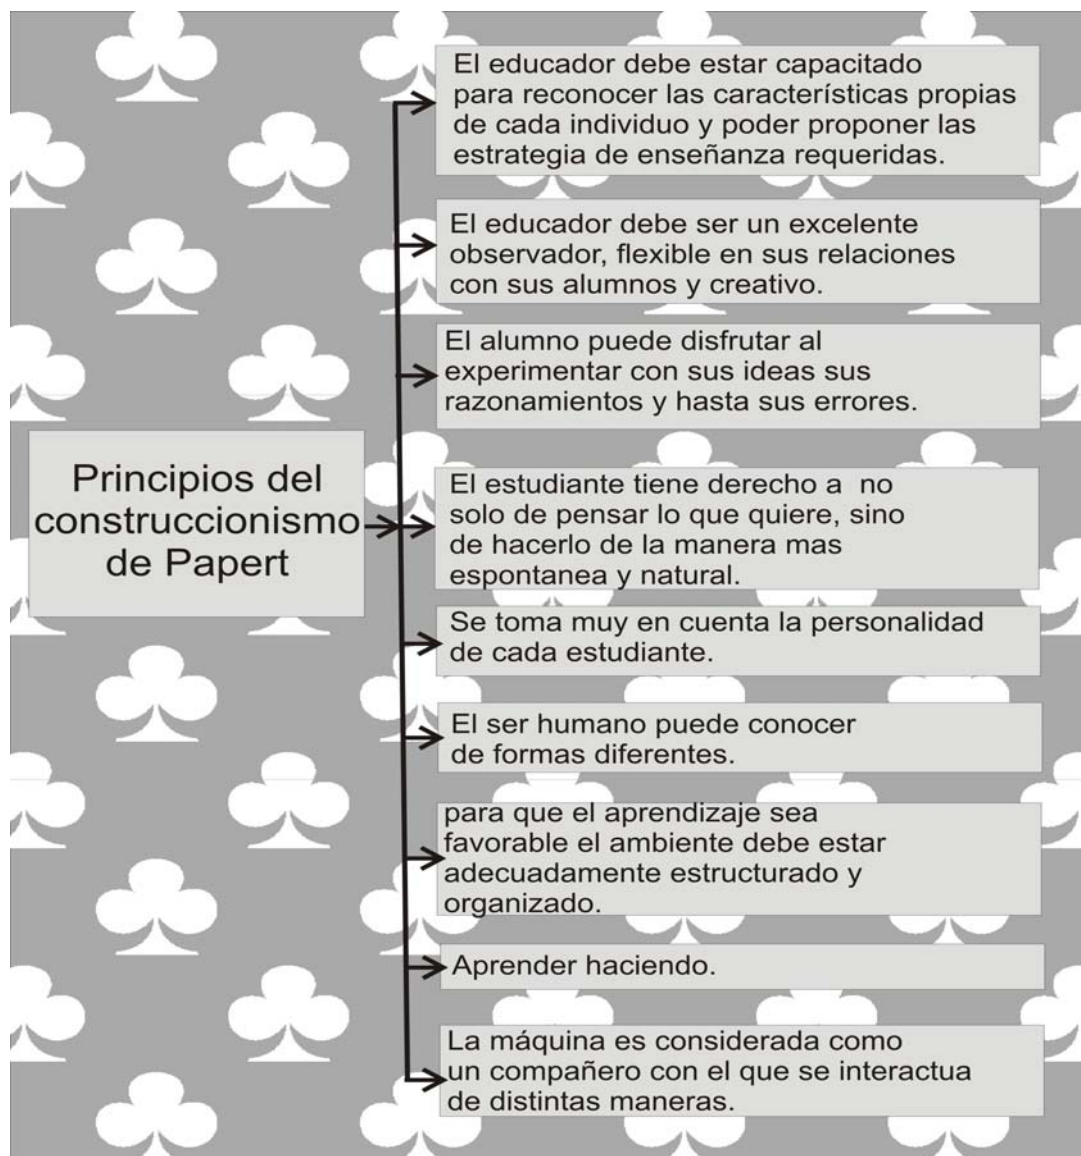 Principios del
construccionismo
de Papert
El educador debe estar capacitado
para reconocer las características propias
de cada individuo y poder proponer las
estrategia de enseñanza requeridas.
El educador debe ser un excelente
observador, flexible en sus relaciones
con sus alumnos y creativo.
El alumno puede disfrutar al
experimentar con sus ideas sus
razonamientos y hasta sus errores.
El estudiante tiene derecho a no
solo de pensar lo que quiere, sino
de hacerlo de la manera mas
espontanea y natural.
Se toma muy en cuenta la personalidad
de cada estudiante.
El ser humano puede conocer
de formas diferentes.
para que el aprendizaje sea
favorable el ambiente debe estar
adecuadamente estructurado y
organizado.
Aprender haciendo.
La máquina es considerada como
un compañero con el que se interactua
de distintas maneras.